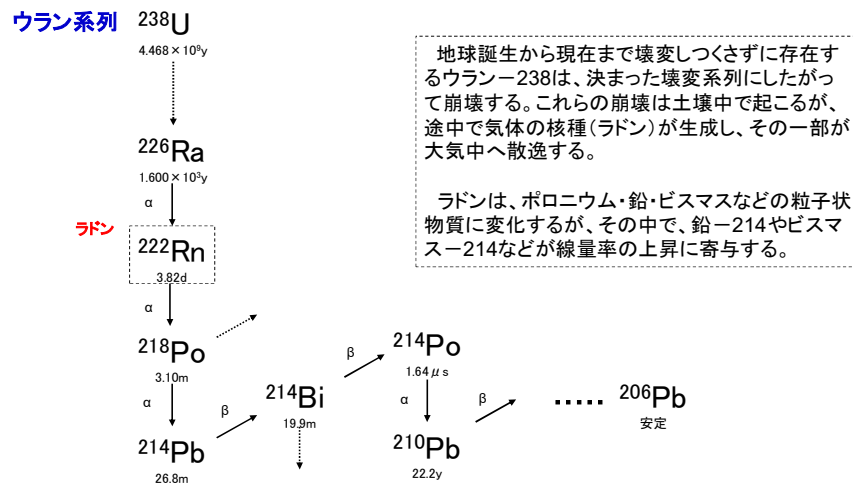 ウラン系列
²³⁸U
4.468×10⁹y
地球誕生から現在まで壊変しつくさずに存在す
るウラン－238は、決まった壊変系列にしたがっ
て崩壊する。これらの崩壊は土壌中で起こるが、
途中で気体の核種(ラドン)が生成し、その一部が
大気中へ散逸する。
ラドンは、ポロニウム・鉛・ビスマスなどの粒子状
物質に変化するが、その中で、鉛－214やビスマ
ス－214などが線量率の上昇に寄与する。
²²⁶Ra
1.600×10³y
α
ラドン
²²²Rn
3.82d
α
²¹⁸Po
3.10m
α
²¹⁴Pb
26.8m
β
²¹⁴Bi
19.9m
β
²¹⁴Po
1.64μs
α
²¹⁰Pb
22.2y
β
・・・・・
²⁰⁶Pb
安定